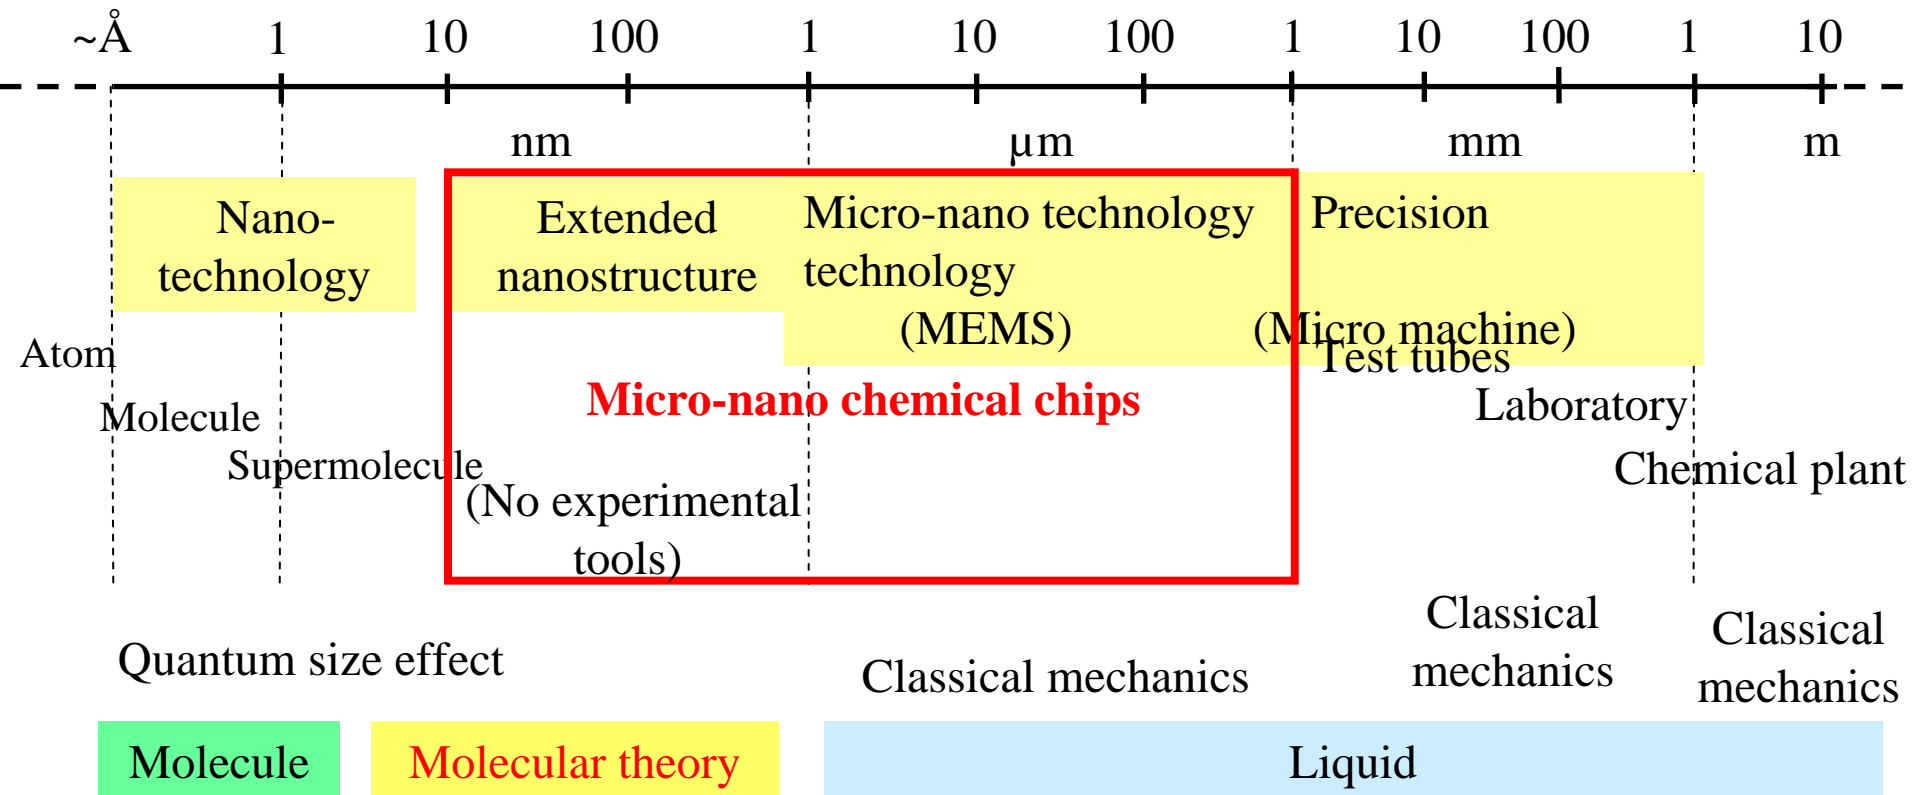 ~Å 1 10 100 1 10 100 1 10 100 1 10
nm µm mm m
Nano-
technology
Extended
nanostructure
Micro-nano technology
technology
(MEMS)
Precision
(Micro machine)
Atom
Test tubes
Molecule
Micro-nano chemical chips
Laboratory
Supermolecule
Chemical plant
(No experimental
tools)
Quantum size effect
Classical mechanics
Classical
mechanics
Classical
mechanics
Molecule
Molecular theory
Liquid